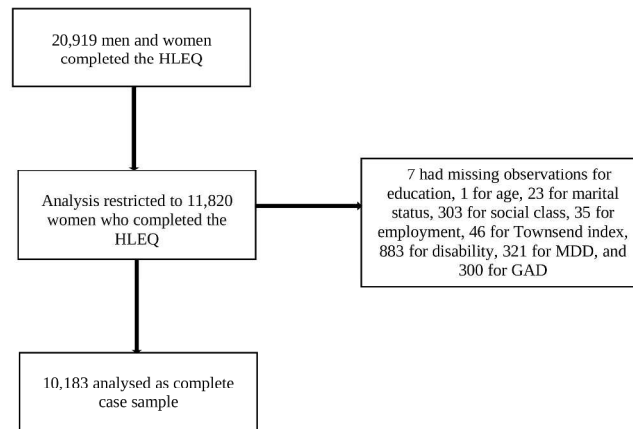 20,919 men and women
completed the HLEQ
Analysis restricted to 11,820
women who completed the
HLEQ
7 had missing observations for
education, 1 for age, 23 for marital
status, 303 for social class, 35 for
employment, 46 for Townsend index,
883 for disability, 321 for MDD, and
300 for GAD
10,183 analysed as complete
case sample